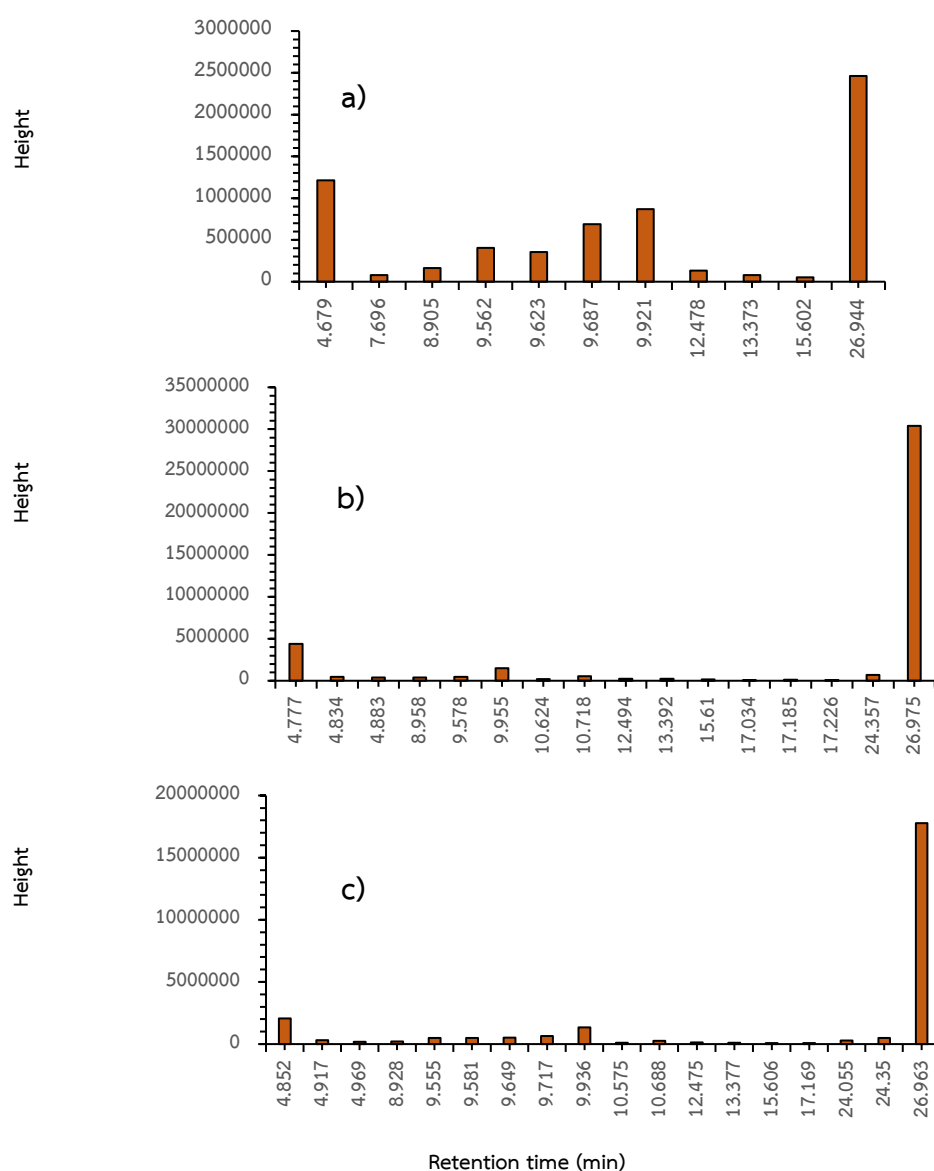 3000000
2500000
2000000
1500000
1000000
500000
0
Height
a)
4.679 7.696 8.905 9.562 9.623 9.687 9.921 12.478 13.373 15.602 26.944
35000000
30000000
25000000
20000000
15000000
10000000
5000000
0
Height
b)
4.777 4.834 4.883 8.958 9.578 9.955 10.624 10.718 12.494 13.392 15.61 17.034 17.185 17.226 24.357 26.975
20000000
15000000
10000000
5000000
0
Height
c)
4.852 4.917 4.969 8.928 9.555 9.581 9.649 9.717 9.936 10.575 10.688 12.475 13.377 15.606 17.169 24.055 24.35 26.963
Retention time (min)